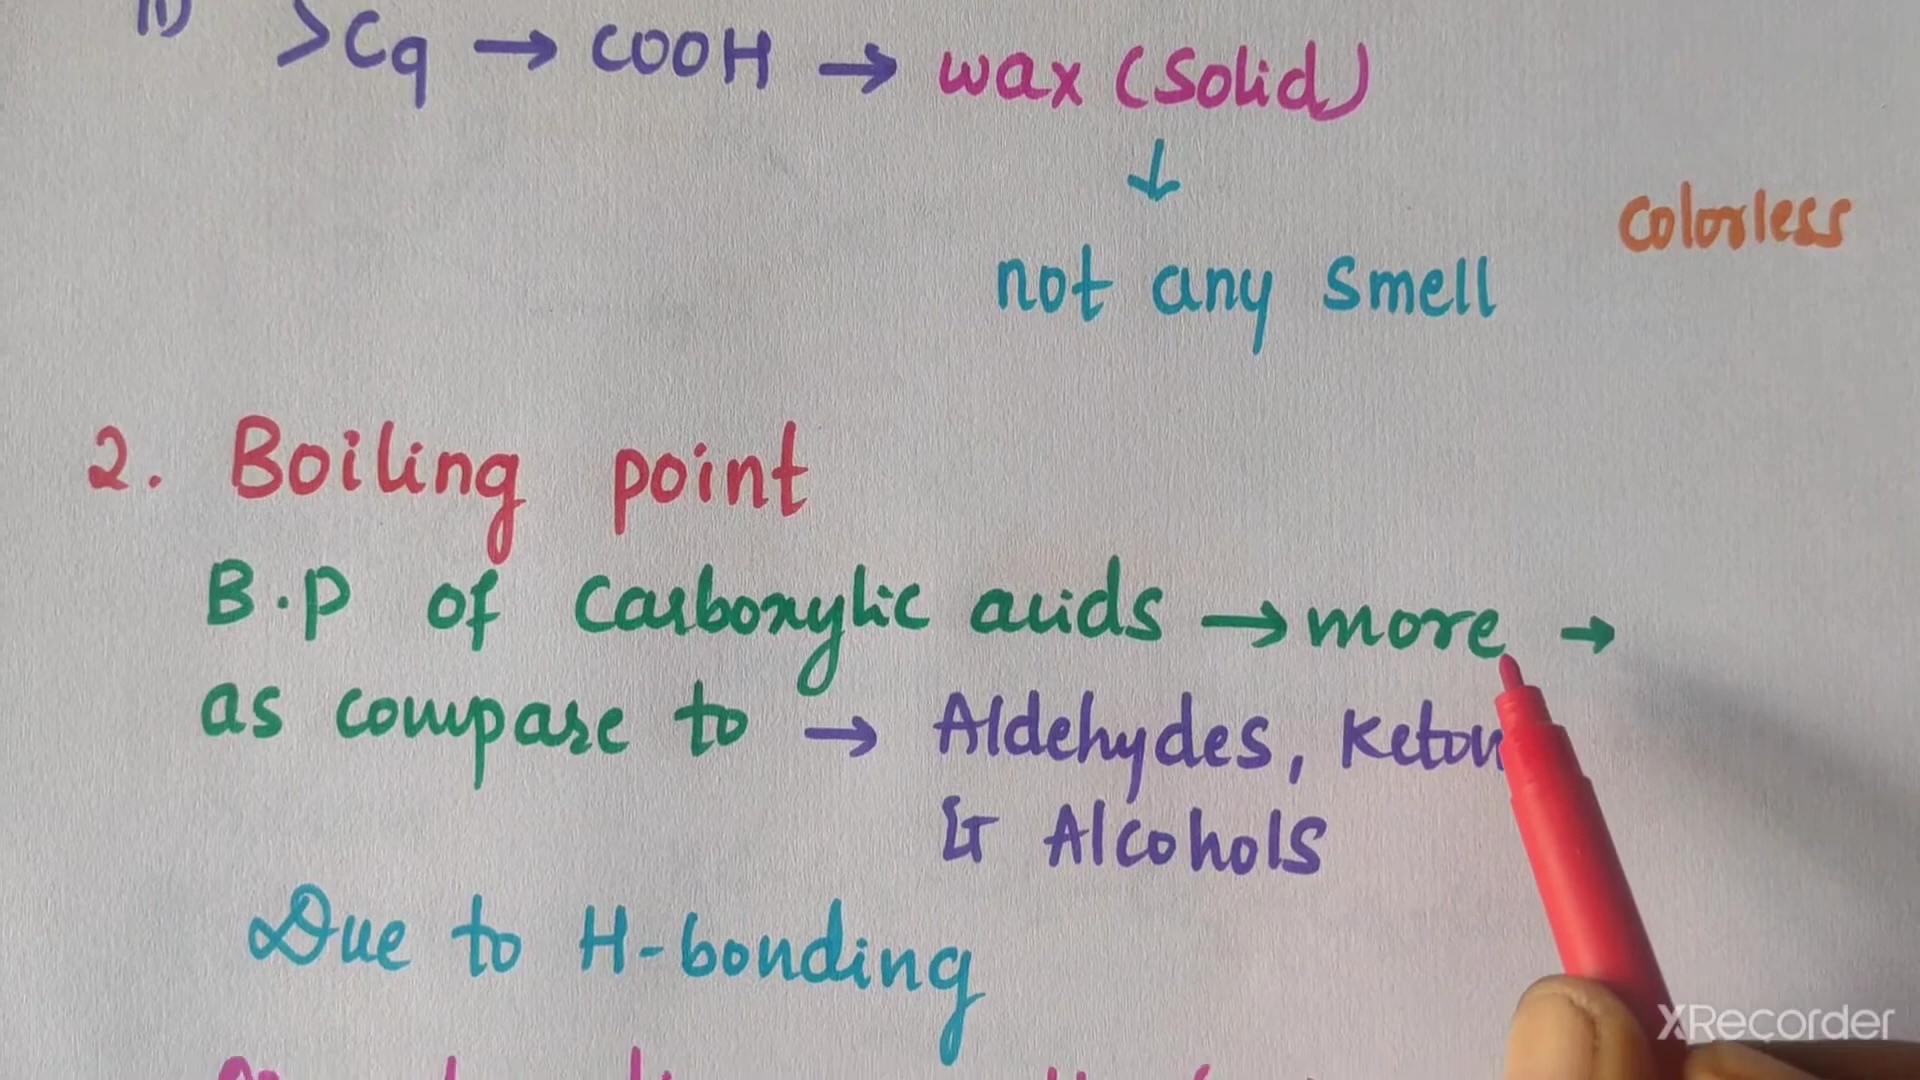 ii) >C9 → COOH → wax (Solid)
↓
colorless
not any smell
2. Boiling point
B.P of Carboxylic acids → more →
as compare to → Aldehydes, Keton
& Alcohols
Due to H-bonding
XRecorder